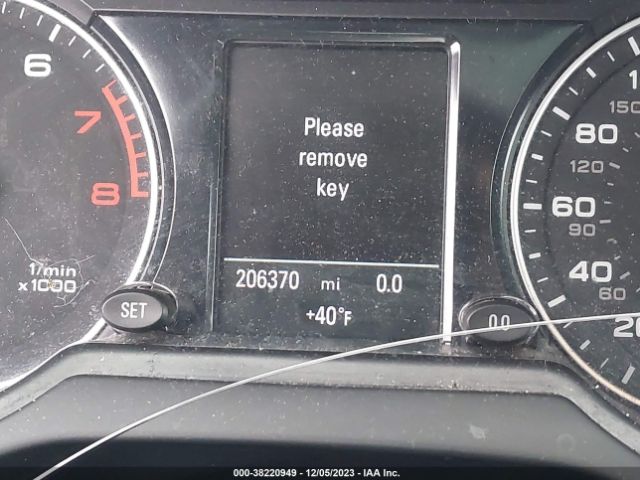 6
7
8
1/min
x1000
SET
Please
remove
key
206370 mi 0.0
+40°F
0.0
150
80
120
60
90
40
60
000-38220949 - 12/05/2023 - IAA Inc.